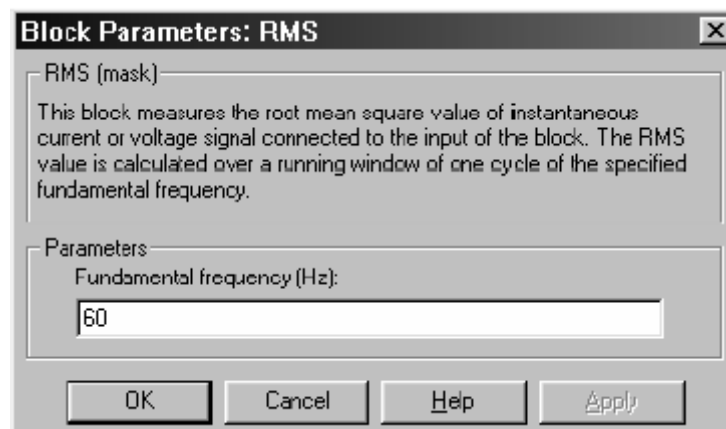 Block Parameters: RMS
RMS (mask)
This block measures the root mean square value of instantaneous
current or voltage signal connected to the input of the block. The RMS
value is calculated over a running window of one cycle of the specified
fundamental frequency.
Parameters
Fundamental frequency (Hz):
60
OK Cancel Help Apply